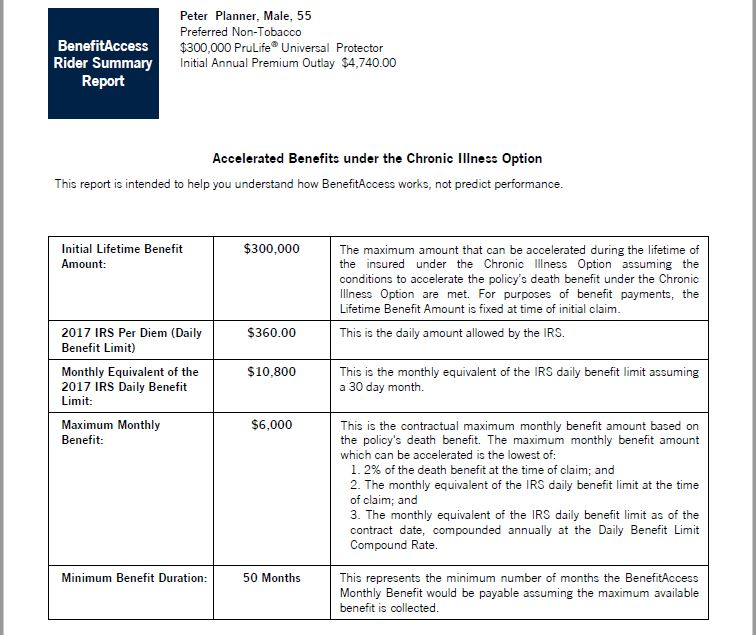 BenefitAccess
Rider Summary
Report
Peter Planner, Male, 55
Preferred Non-Tobacco
$300,000 PruLife® Universal Protector
Initial Annual Premium Outlay $4,740.00
Accelerated Benefits under the Chronic Illness Option
This report is intended to help you understand how BenefitAccess works, not predict performance.
Initial Lifetime Benefit
Amount:
$300,000
The maximum amount that can be accelerated during the lifetime of
the insured under the Chronic Illness Option assuming the
conditions to accelerate the policy's death benefit under the Chronic
Illness Option are met. For purposes of benefit payments, the
Lifetime Benefit Amount is fixed at time of initial claim.
2017 IRS Per Diem (Daily
Benefit Limit)
$360.00
This is the daily amount allowed by the IRS.
Monthly Equivalent of the
2017 IRS Daily Benefit
Limit:
$10,800
This is the monthly equivalent of the IRS daily benefit limit assuming
a 30 day month.
Maximum Monthly
Benefit:
$6,000
This is the contractual maximum monthly benefit amount based on
the policy's death benefit. The maximum monthly benefit amount
which can be accelerated is the lowest of:
1. 2% of the death benefit at the time of claim; and
2. The monthly equivalent of the IRS daily benefit limit at the time
of claim; and
3. The monthly equivalent of the IRS daily benefit limit as of the
contract date, compounded annually at the Daily Benefit Limit
Compound Rate.
Minimum Benefit Duration:
50 Months
This represents the minimum number of months the BenefitAccess
Monthly Benefit would be payable assuming the maximum available
benefit is collected.